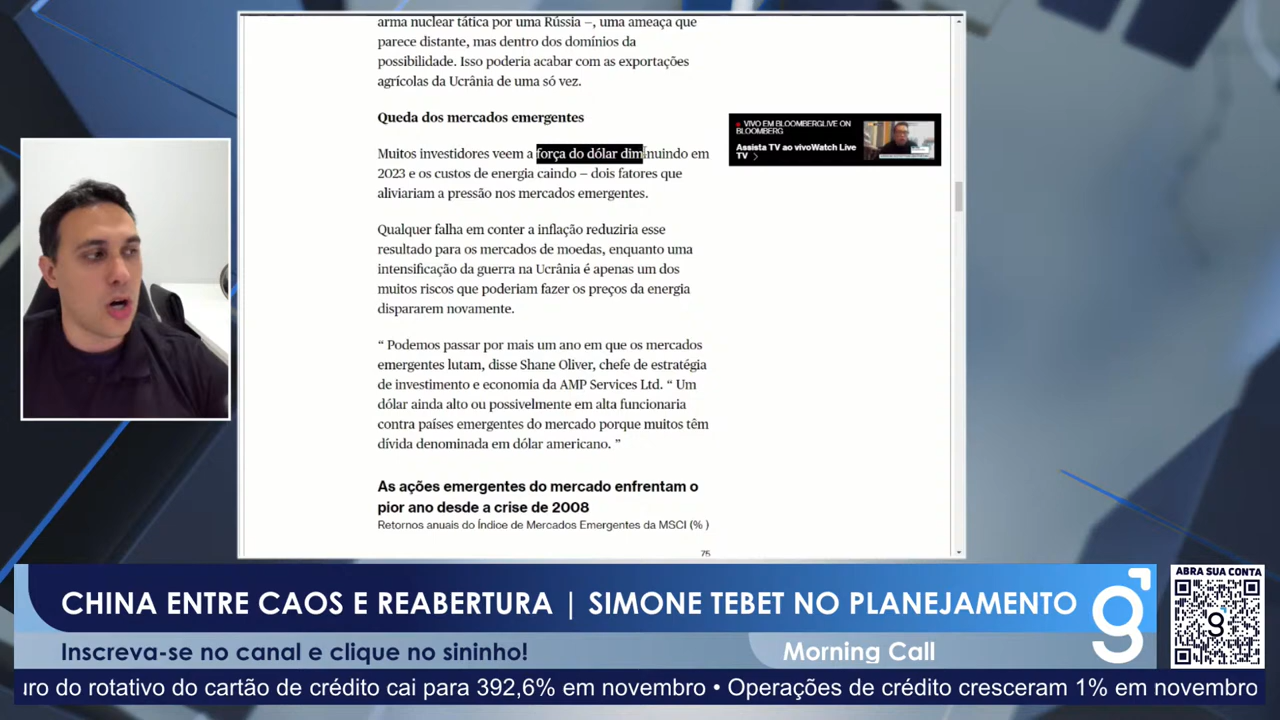 arma nuclear tática por uma Rússia –, uma ameaça que
parece distante, mas dentro dos domínios da
possibilidade. Isso poderia acabar com as exportações
agrícolas da Ucrânia de uma só vez.
Queda dos mercados emergentes
Muitos investidores veem a força do dólar diminuindo em
2023 e os custos de energia caindo – dois fatores que
aliviariam a pressão nos mercados emergentes.
Qualquer falha em conter a inflação reduziria esse
resultado para os mercados de moedas, enquanto uma
intensificação da guerra na Ucrânia é apenas um dos
muitos riscos que poderiam fazer os preços da energia
dispararem novamente.
“ Podemos passar por mais um ano em que os mercados
emergentes lutam, disse Shane Oliver, chefe de estratégia
de investimento e economia da AMP Services Ltd. “ Um
dólar ainda alto ou possivelmente em alta funcionaria
contra países emergentes do mercado porque muitos têm
dívida denominada em dólar americano. ”
As ações emergentes do mercado enfrentam o
pior ano desde a crise de 2008
Retornos anuais do Índice de Mercados Emergentes da MSCI (% )
75
VIVO EM BLOOMBERGLIVE ON
BLOOMBERG
Assista TV ao vivoWatch Live
TV
CHINA ENTRE CAOS E REABERTURA | SIMONE TEBET NO PLANEJAMENTO
Inscreva-se no canal e clique no sininho!
Morning Call
ABRA SUA CONTA
uro do rotativo do cartão de crédito cai para 392,6% em novembro • Operações de crédito cresceram 1% em novembro